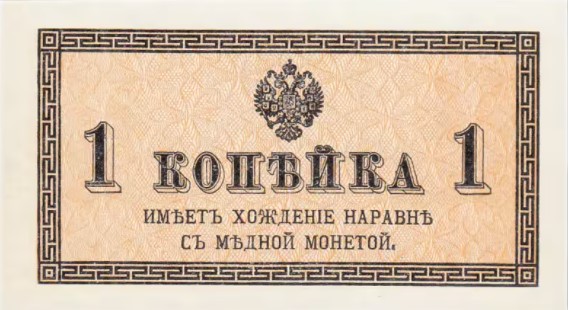 1 КОПѢЙКА 1
ИМѢЕТЪ ХОЖДЕНІЕ НАРАВНѢ
СЪ МѢДНОЙ МОНЕТОЙ.